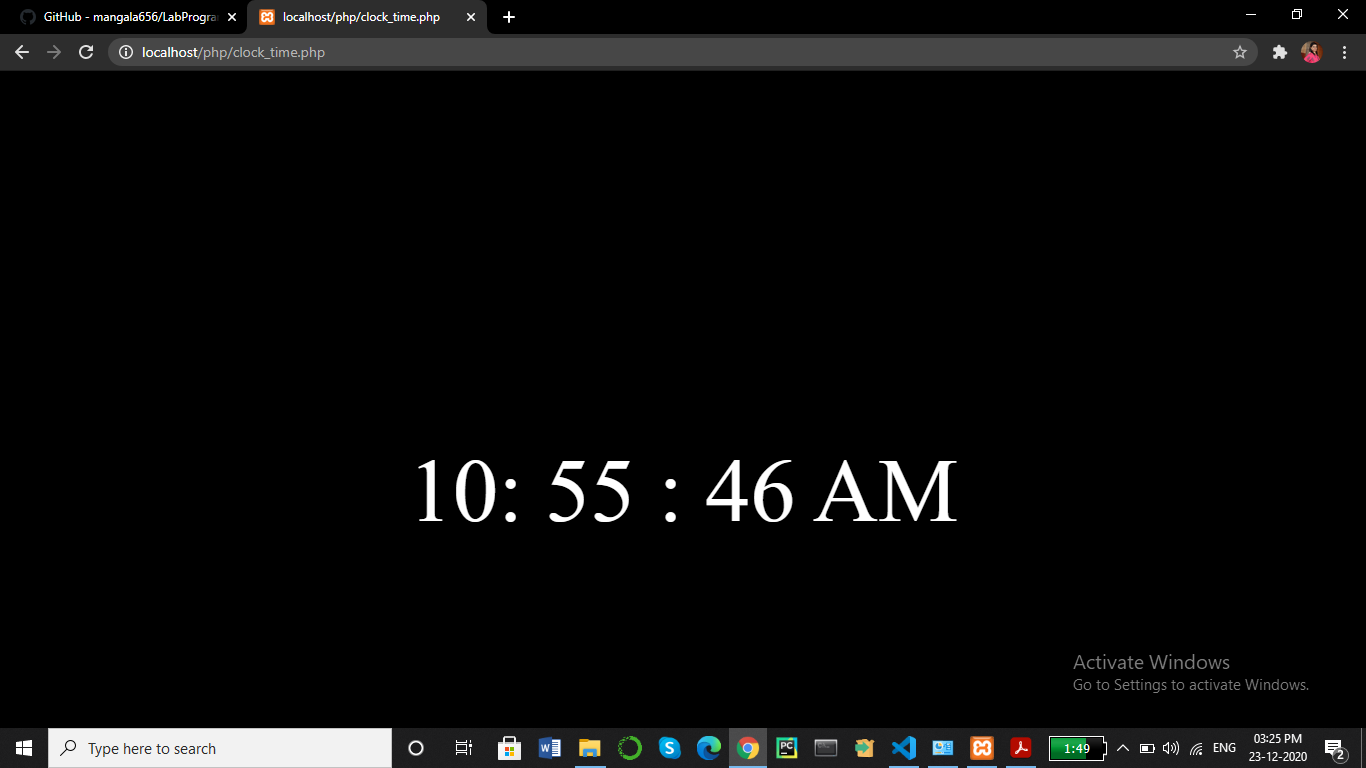 GitHub - mangala656/LabProgra
localhost/php/clock_time.php
localhost/php/clock_time.php
10: 55 : 46 AM
Activate Windows
Go to Settings to activate Windows.
Type here to search
W
S
PC
1:49
ENG
03:25 PM
23-12-2020
2